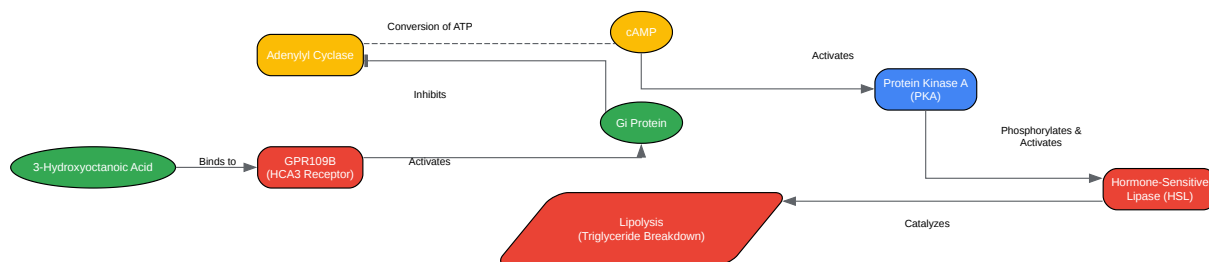 Conversion of ATP
cAMP
Adenylyl Cyclase
Activates
Protein Kinase A
(PKA)
Inhibits
Gi Protein
Phosphorylates &
Activates
3-Hydroxyoctanoic Acid
Binds to
GPR109B
(HCA3 Receptor)
Activates
Hormone-Sensitive
Lipase (HSL)
Lipolysis
(Triglyceride Breakdown)
Catalyzes